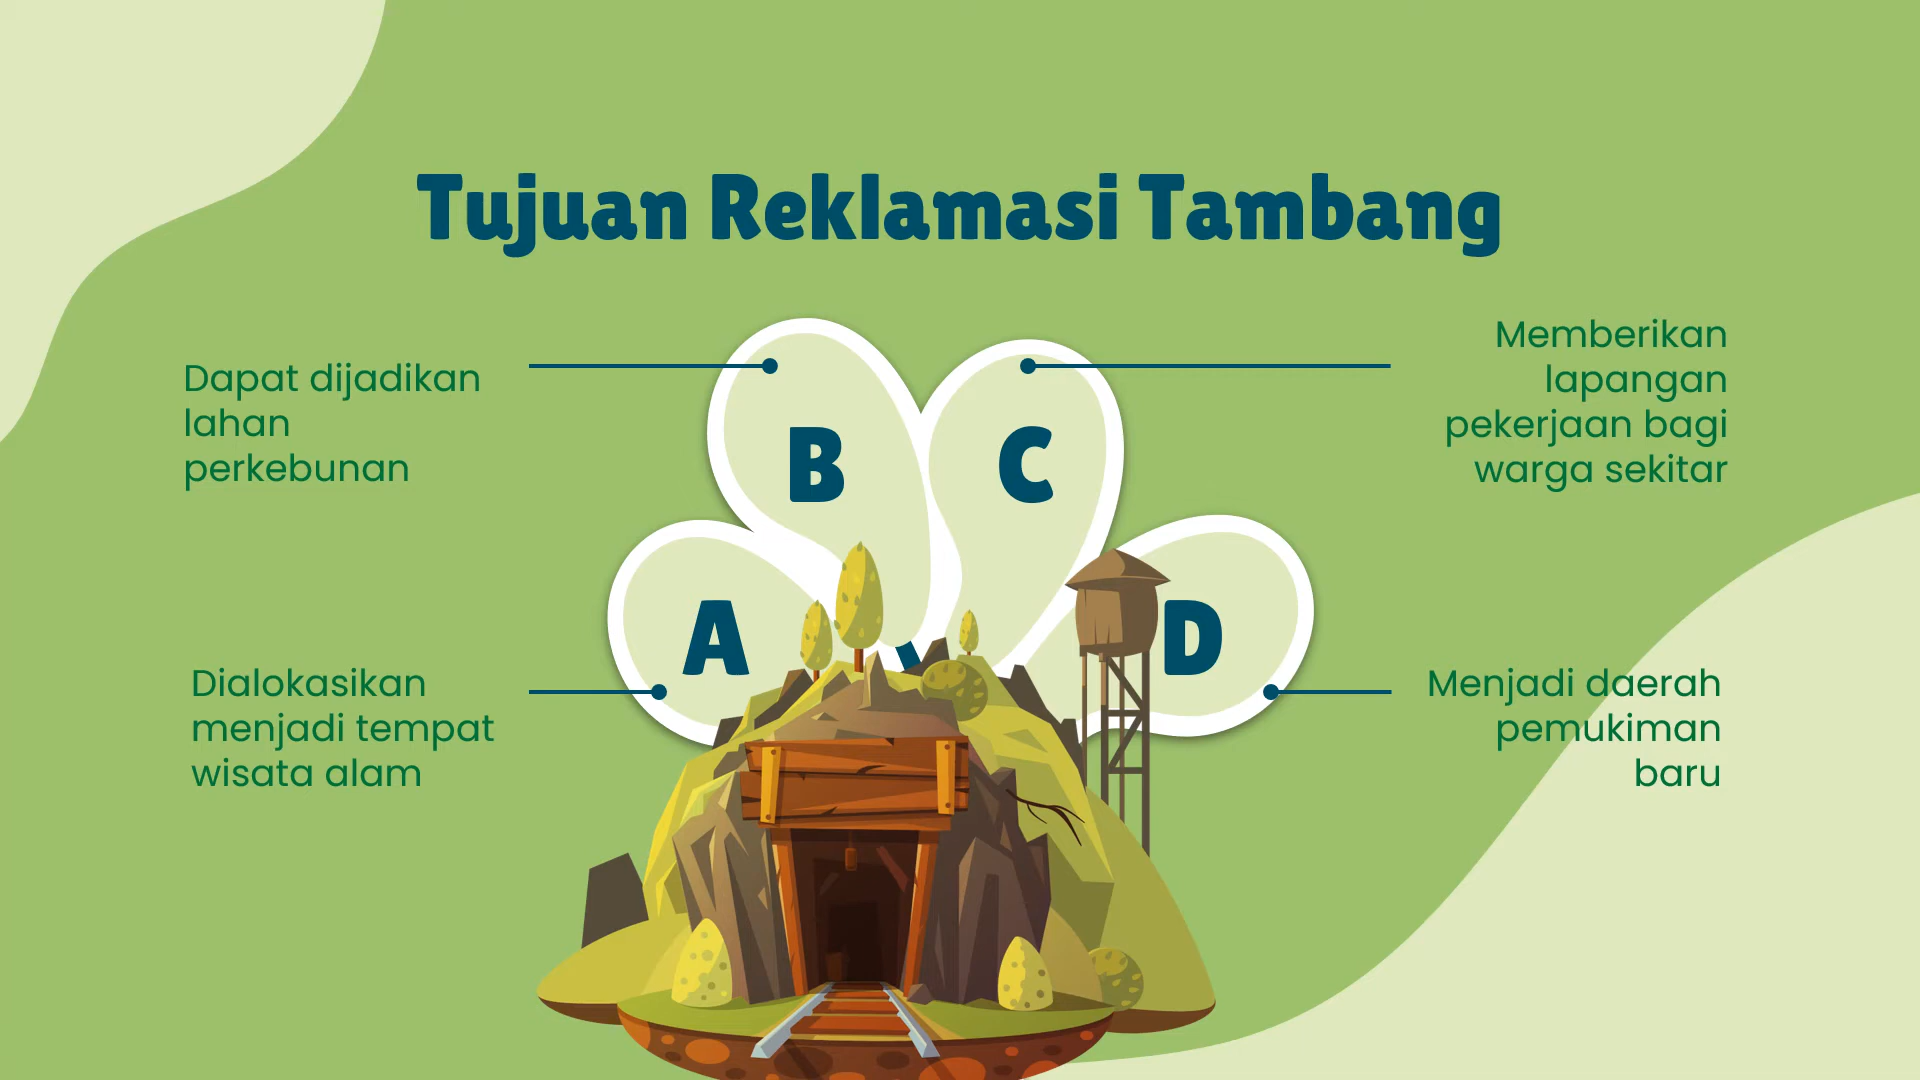 Tujuan Reklamasi Tambang
Dapat dijadikan
lahan
perkebunan
B
C
Memberikan
lapangan
pekerjaan bagi
warga sekitar
A
D
Dialokasikan
menjadi tempat
wisata alam
Menjadi daerah
pemukiman
baru